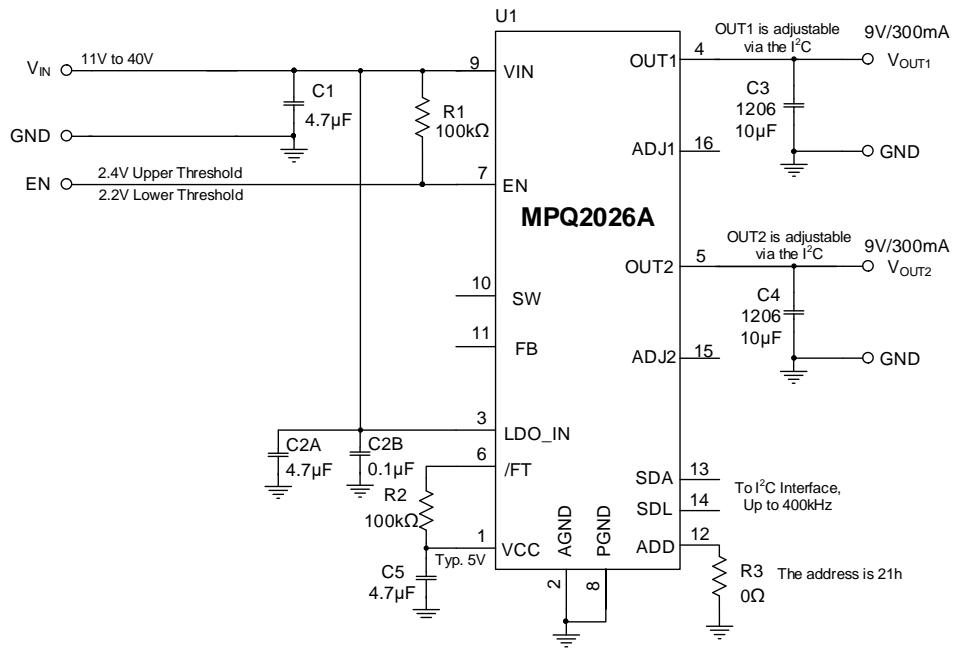 U1
V_IN
11V to 40V
GND
EN
2.4V Upper Threshold
2.2V Lower Threshold
C1
4.7µF
R1
100kΩ
9
VIN
7
EN
MPQ2026A
10
SW
11
FB
3
LDO_IN
6
/FT
1
VCC
Typ. 5V
C2A
4.7µF
C2B
0.1µF
R2
100kΩ
C5
4.7µF
AGND
2
PGND
8
OUT1
4
OUT1 is adjustable
via the I²C
9V/300mA
V_OUT1
C3
1206
10µF
GND
ADJ1
16
OUT2
5
OUT2 is adjustable
via the I²C
9V/300mA
V_OUT2
C4
1206
10µF
GND
ADJ2
15
SDA
13
SDL
14
To I²C Interface,
Up to 400kHz
ADD
12
R3
0Ω
The address is 21h